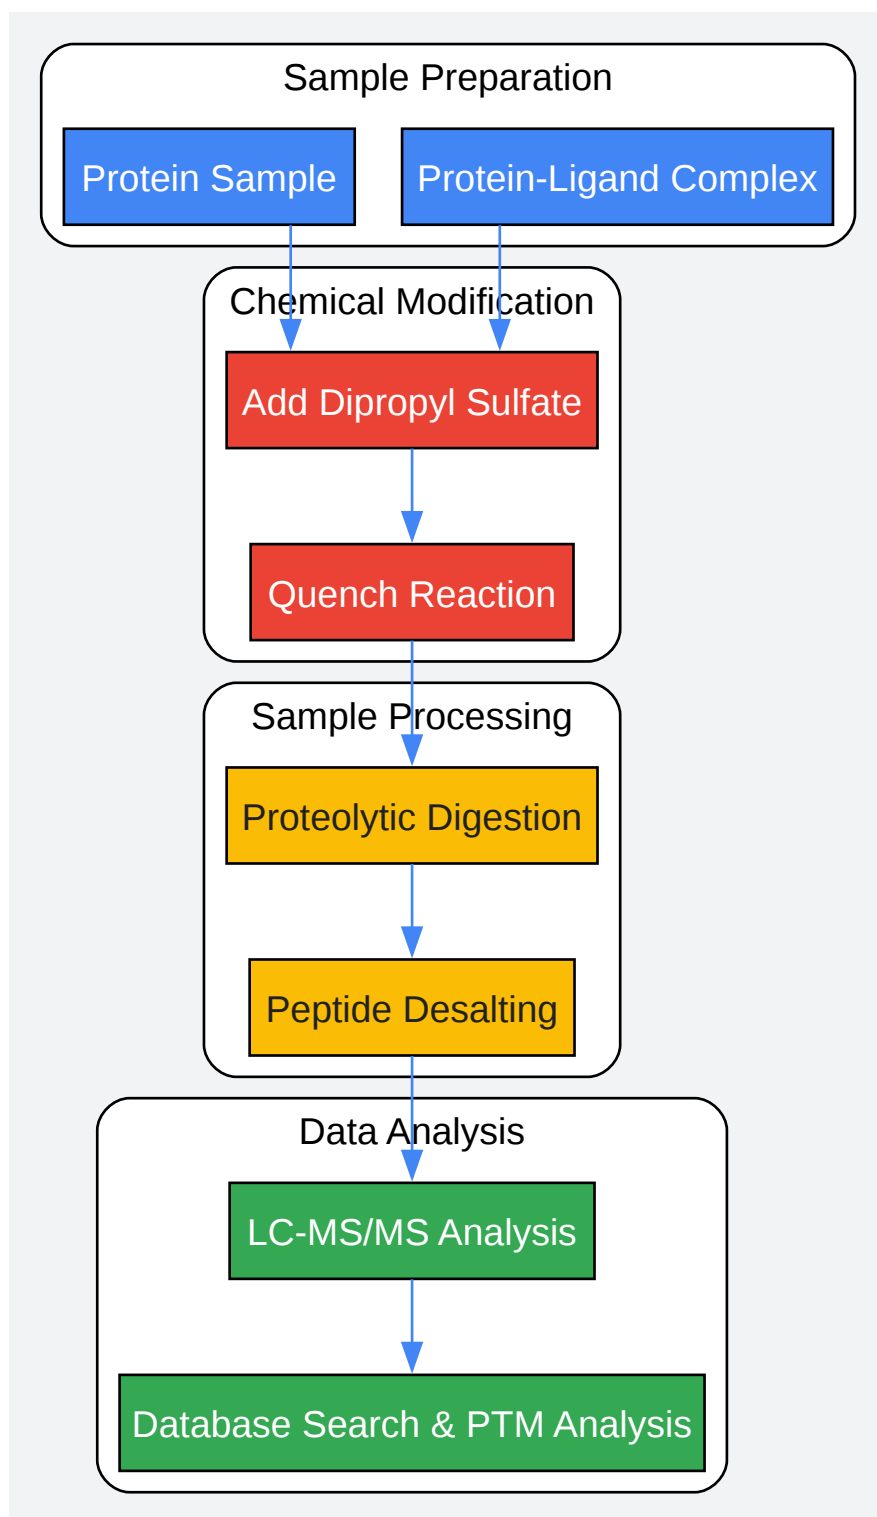 Sample Preparation
Protein Sample
Protein-Ligand Complex
Chemical Modification
Add Dipropyl Sulfate
Quench Reaction
Sample Processing
Proteolytic Digestion
Peptide Desalting
Data Analysis
LC-MS/MS Analysis
Database Search & PTM Analysis